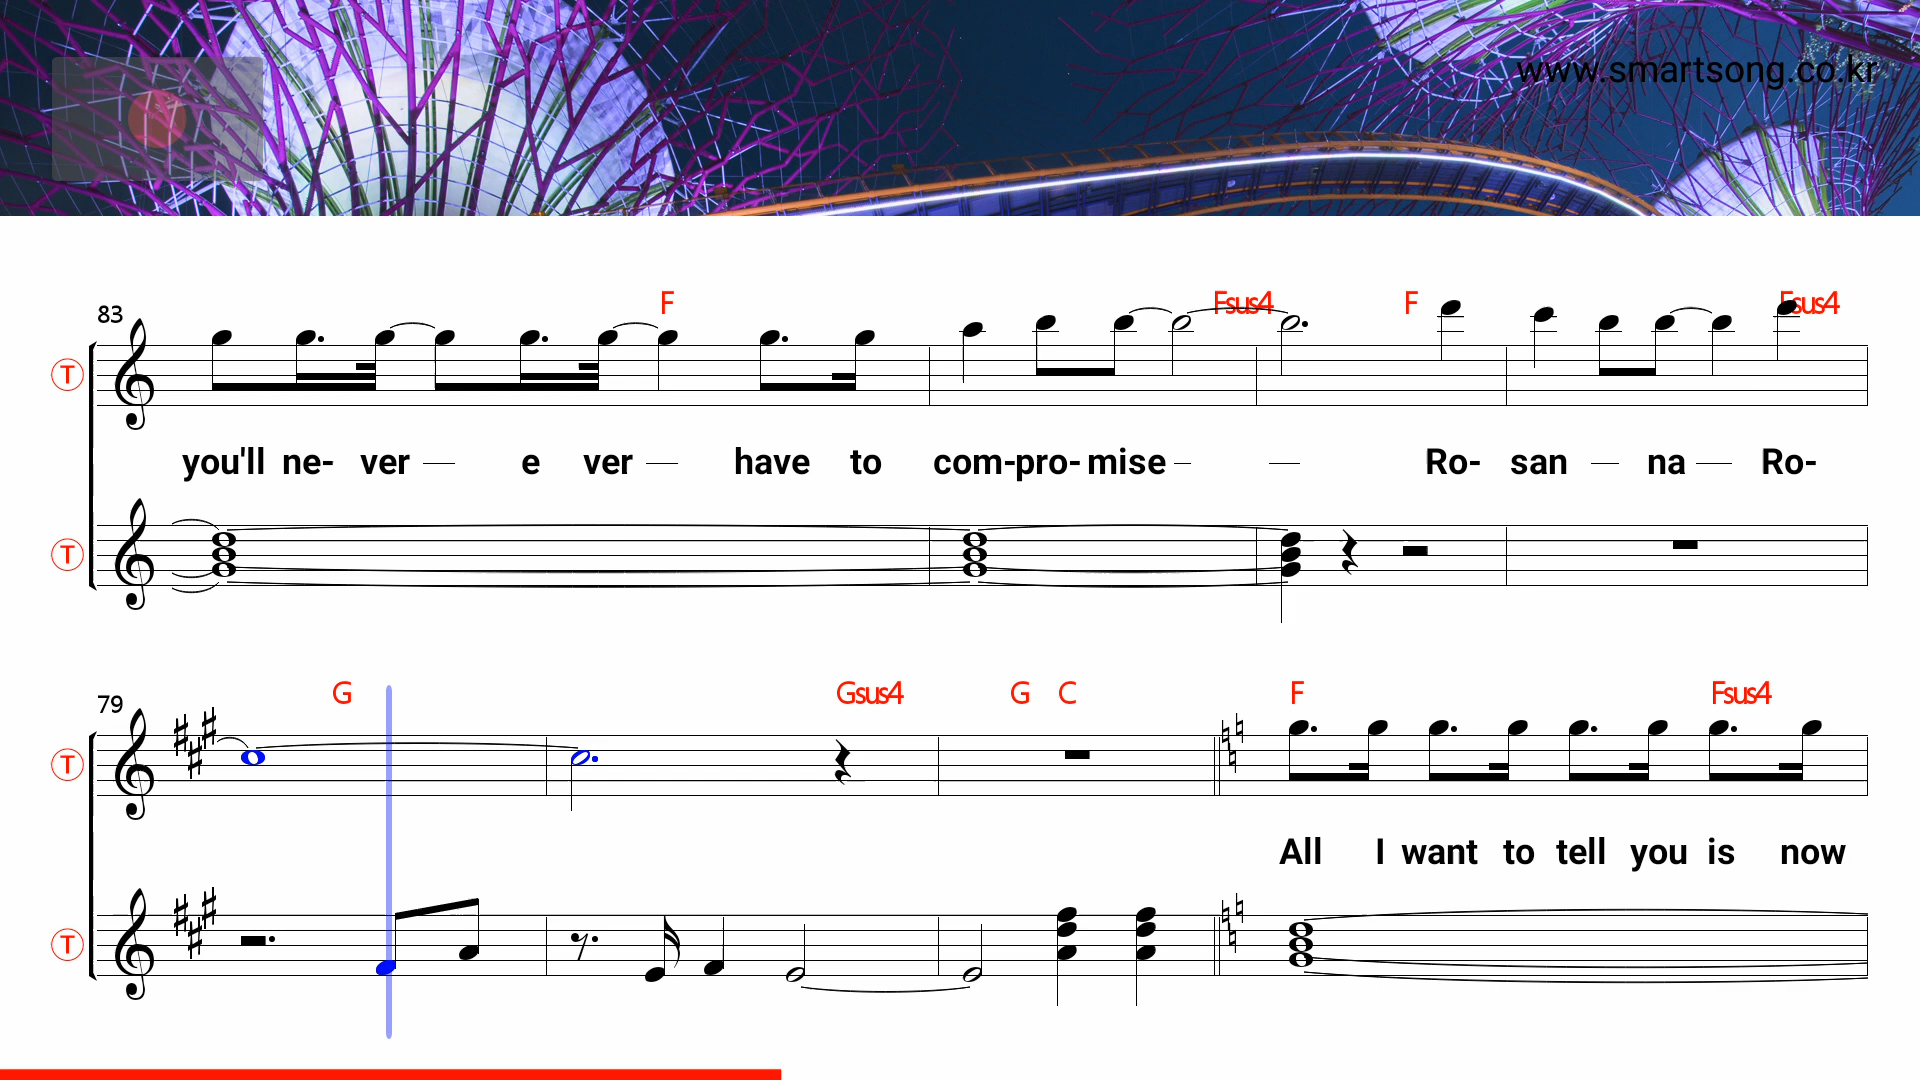 www.smartsong.co.kr
F Fsus4 F Fsus4
83
T
you'll ne- ver — e ver — have to com-pro-mise — — Ro- san — na — Ro-
T
G Gsus4 G C F Fsus4
79
T
All I want to tell you is now
T